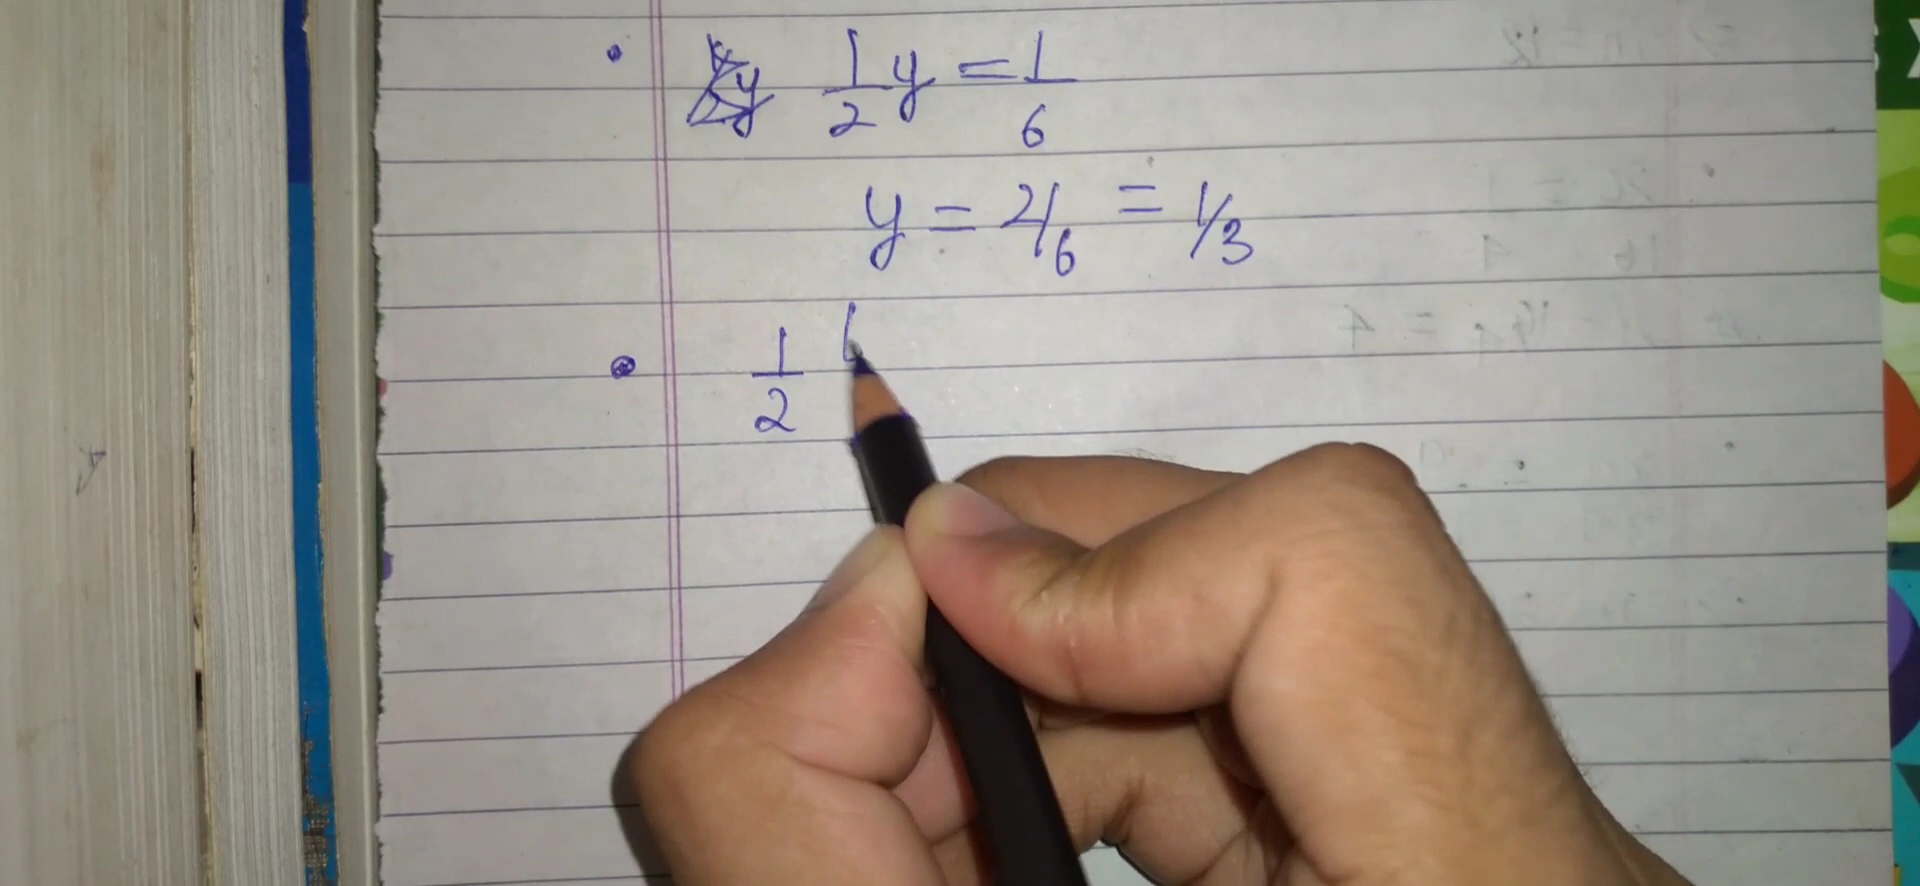 • 1/2 y = 1/6
y = 2/6 = 1/3
• 1/2